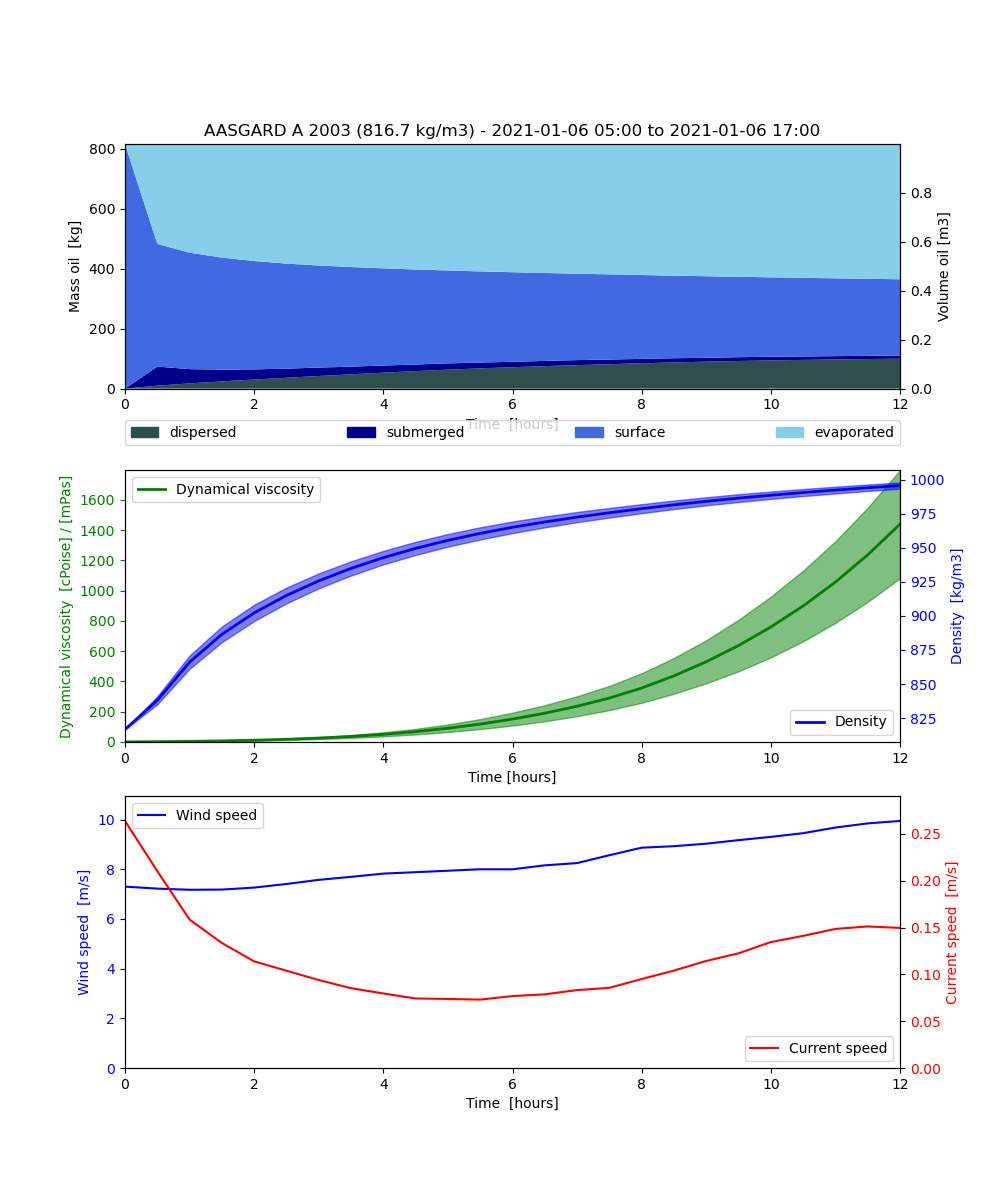 AASGARD A 2003 (816.7 kg/m3) - 2021-01-06 05:00 to 2021-01-06 17:00
Mass oil [kg]
800
600
400
200
0
0.8
0.6
0.4
0.2
0.0
Volume oil [m3]
0 2 4 6 8 10 12
Time [hours]
dispersed submerged surface evaporated
Dynamical viscosity [cPoise] / [mPas]
1600
1400
1200
1000
800
600
400
200
0
Dynamical viscosity
1000
975
950
925
900
875
850
825
Density [kg/m3]
Density
0 2 4 6 8 10 12
Time [hours]
Wind speed [m/s]
10
8
6
4
2
0
Wind speed
0.25
0.20
0.15
0.10
0.05
0.00
Current speed [m/s]
Current speed
0 2 4 6 8 10 12
Time [hours]